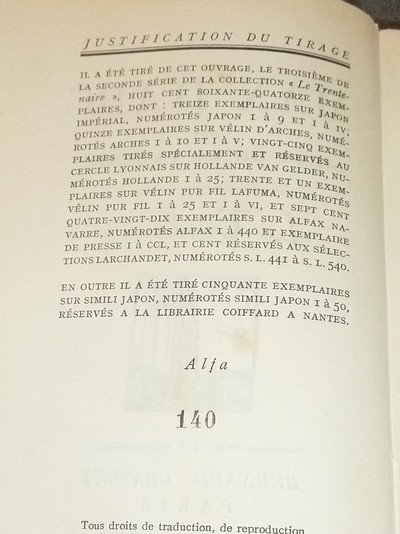 JUSTIFICATION DU TIRAGE
IL A ÉTÉ TIRÉ DE CET OUVRAGE, LE TROISIÈME DE
LA SECONDE SÉRIE DE LA COLLECTION « Le Trente-
naire », HUIT CENT SOIXANTE-QUATORZE EXEM-
PLAIRES, DONT : TREIZE EXEMPLAIRES SUR JAPON
IMPÉRIAL, NUMÉROTÉS JAPON 1 à 9 ET I à IV;
QUINZE EXEMPLAIRES SUR VÉLIN D'ARCHES, NUMÉ-
ROTÉS ARCHES 1 à 10 ET I à V; VINGT-CINQ EXEM-
PLAIRES TIRÉS SPÉCIALEMENT ET RÉSERVÉS AU
CERCLE LYONNAIS SUR HOLLANDE VAN GELDER, NU-
MÉROTÉS HOLLANDE 1 à 25; TRENTE ET UN EXEM-
PLAIRES SUR VÉLIN PUR FIL LAFUMA, NUMÉROTÉS
VÉLIN PUR FIL 1 à 25 ET I à VI, ET SEPT CENT
QUATRE-VINGT-DIX EXEMPLAIRES SUR ALFAX NA-
VARRE, NUMÉROTÉS ALFAX 1 à 440 ET EXEMPLAIRE
DE PRESSE I à CCL, ET CENT RÉSERVÉS AUX SÉLEC-
TIONS LARCHANDET, NUMÉROTÉS S. L. 441 à S. L. 540.
EN OUTRE IL A ÉTÉ TIRÉ CINQUANTE EXEMPLAIRES
SUR SIMILI JAPON, NUMÉROTÉS SIMILI JAPON 1 à 50,
RÉSERVÉS A LA LIBRAIRIE COIFFARD A NANTES.
Alfa
140
Tous droits de traduction, de reproduction